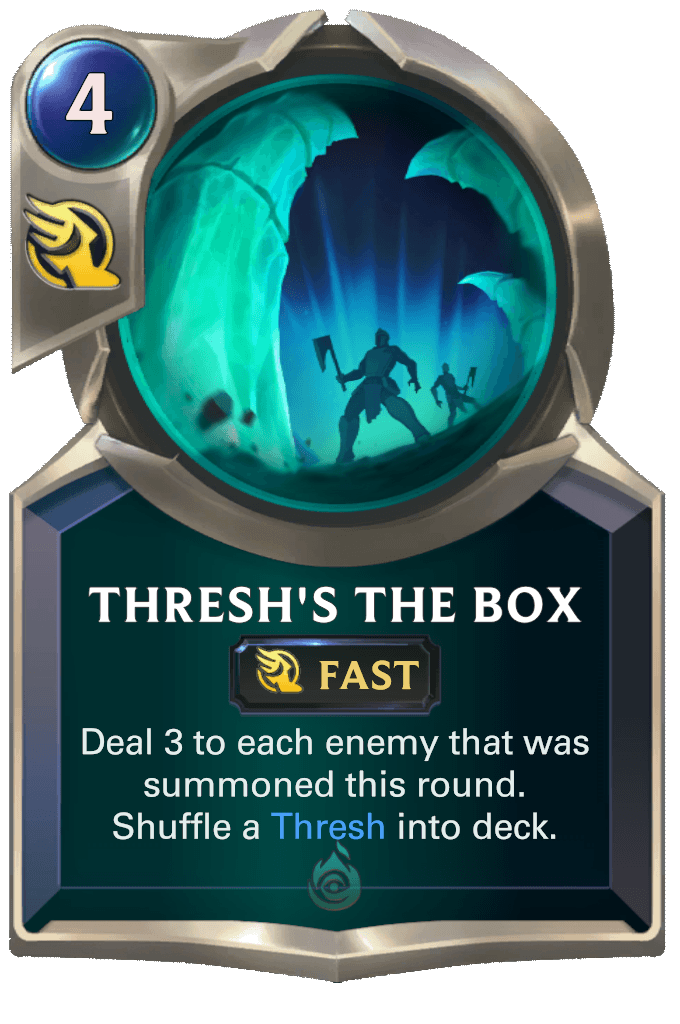 4
THRESH'S THE BOX
FAST
Deal 3 to each enemy that was
summoned this round.
Shuffle a Thresh into deck.